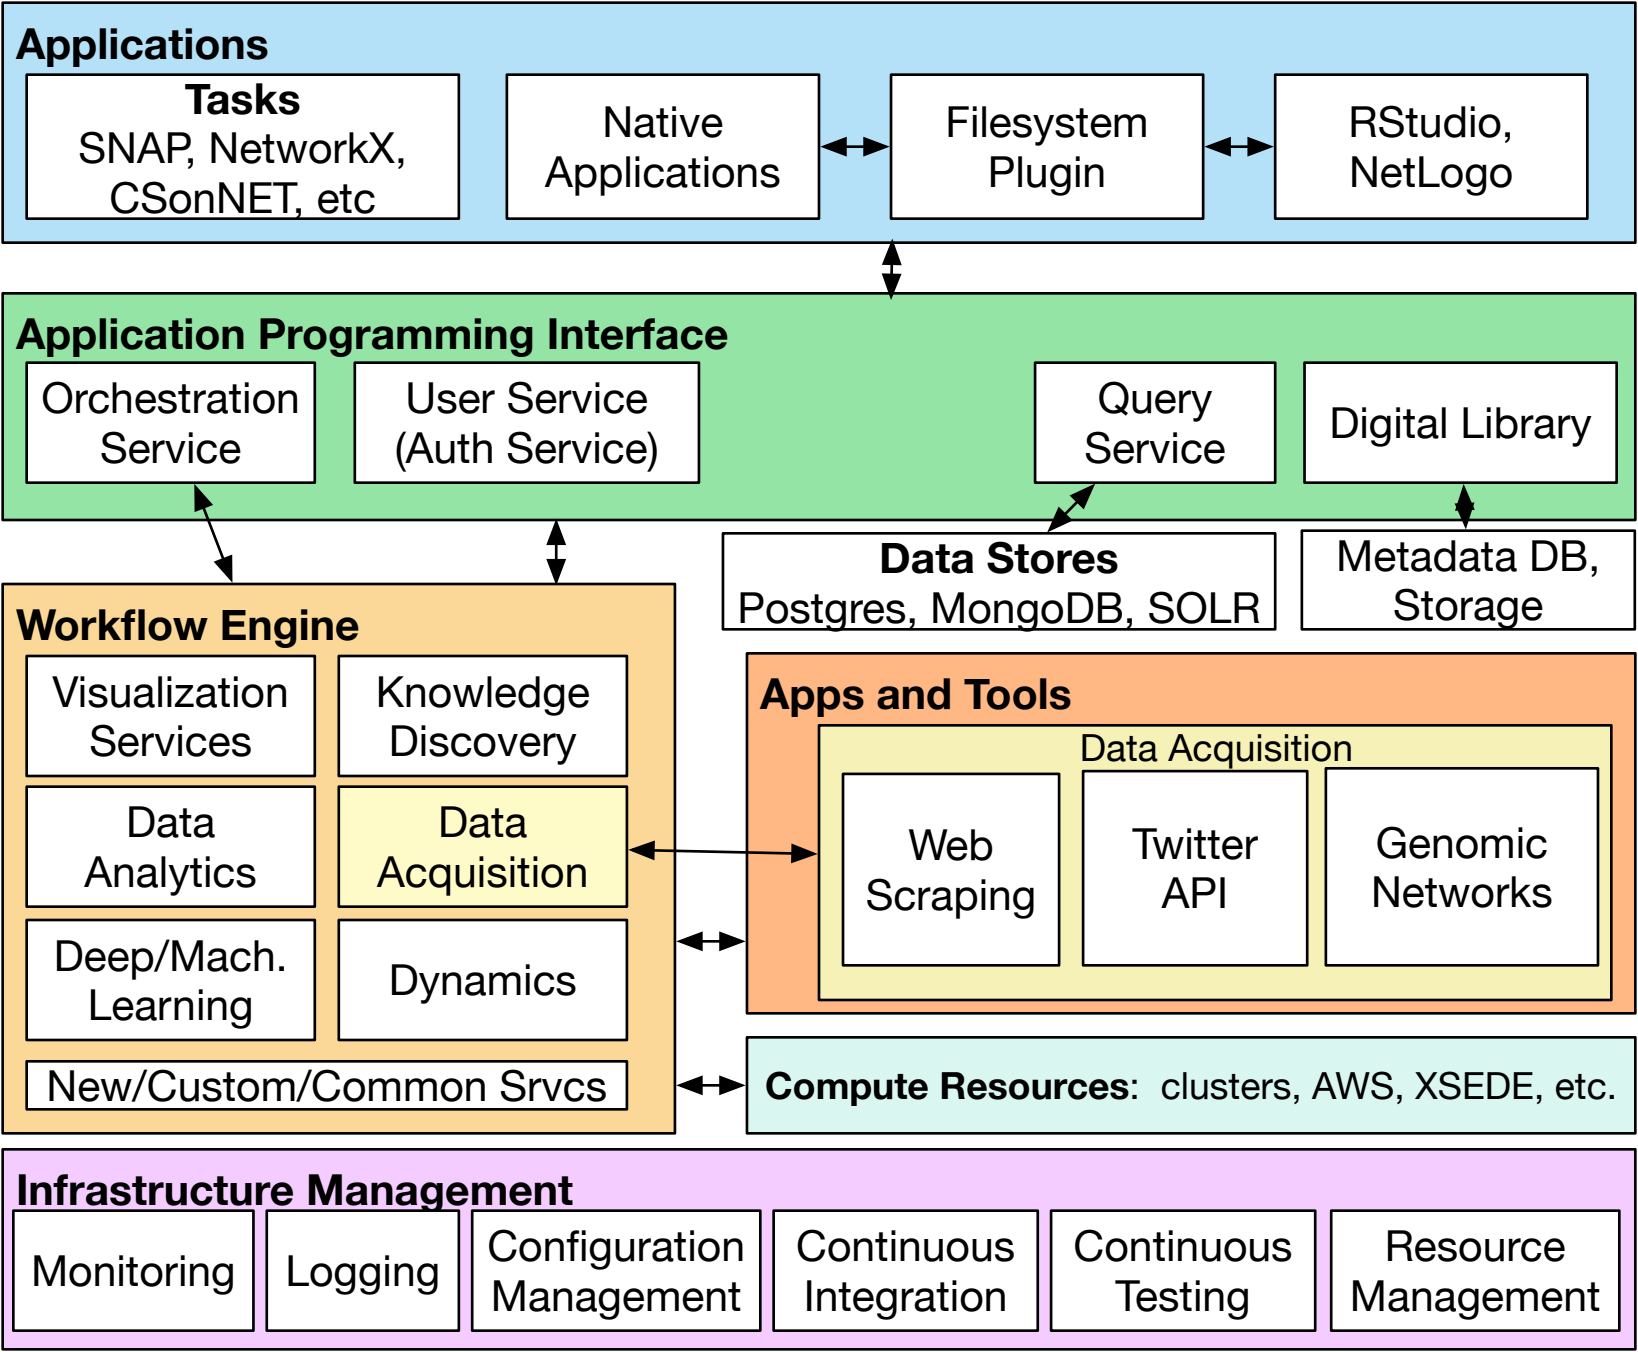 Applications
Tasks
SNAP, NetworkX,
CSonNET, etc
Native
Applications
Filesystem
Plugin
RStudio,
NetLogo
Application Programming Interface
Orchestration
Service
User Service
(Auth Service)
Query
Service
Digital Library
Data Stores
Postgres, MongoDB, SOLR
Metadata DB,
Storage
Workflow Engine
Visualization
Services
Knowledge
Discovery
Data
Analytics
Data
Acquisition
Deep/Mach.
Learning
Dynamics
New/Custom/Common Srvcs
Apps and Tools
Data Acquisition
Web
Scraping
Twitter
API
Genomic
Networks
Compute Resources: clusters, AWS, XSEDE, etc.
Infrastructure Management
Monitoring
Logging
Configuration
Management
Continuous
Integration
Continuous
Testing
Resource
Management